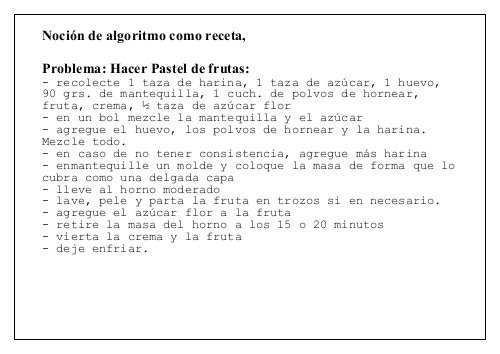 Noción de algoritmo como receta,
Problema: Hacer Pastel de frutas:
- recolecte 1 taza de harina, 1 taza de azúcar, 1 huevo,
90 grs. de mantequilla, 1 cuch. de polvos de hornear,
fruta, crema, ½ taza de azúcar flor
- en un bol mezcle la mantequilla y el azúcar
- agregue el huevo, los polvos de hornear y la harina.
Mezcle todo.
- en caso de no tener consistencia, agregue más harina
- enmantequille un molde y coloque la masa de forma que lo
cubra como una delgada capa
- lleve al horno moderado
- lave, pele y parta la fruta en trozos si en necesario.
- agregue el azúcar flor a la fruta
- retire la masa del horno a los 15 o 20 minutos
- vierta la crema y la fruta
- deje enfriar.